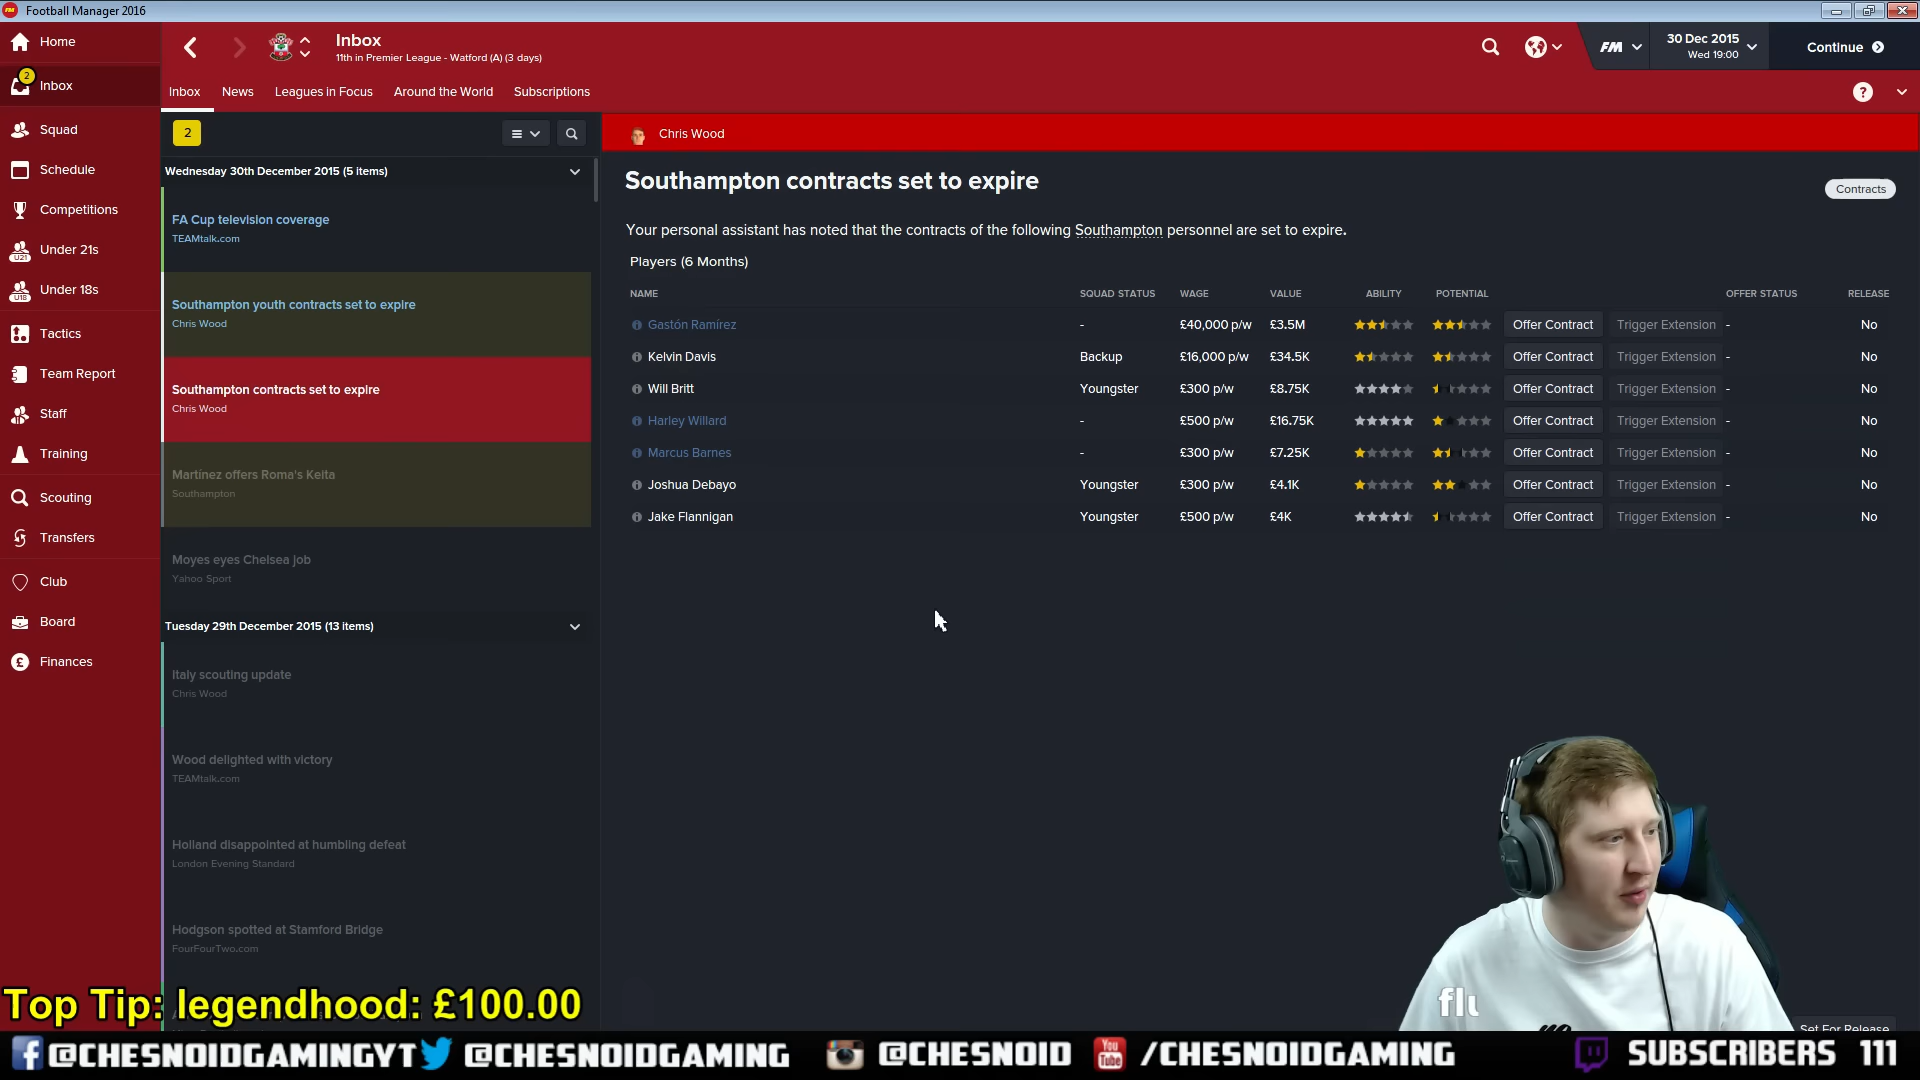 Football Manager 2016
Home
2
Inbox
Squad
Schedule
Competitions
Under 21s
U21
Under 18s
U18
Tactics
Team Report
Staff
Training
Scouting
Transfers
Club
Board
Finances
Inbox
11th in Premier League - Watford (A) (3 days)
FM
30 Dec 2015
Wed 19:00
Continue
Inbox News Leagues in Focus Around the World Subscriptions
?
2
Wednesday 30th December 2015 (5 items)
FA Cup television coverage
TEAMtalk.com
Southampton youth contracts set to expire
Chris Wood
Southampton contracts set to expire
Chris Wood
Martínez offers Roma's Keita
Southampton
Moyes eyes Chelsea job
Yahoo Sport
Tuesday 29th December 2015 (13 items)
Italy scouting update
Chris Wood
Wood delighted with victory
TEAMtalk.com
Holland disappointed at humbling defeat
London Evening Standard
Hodgson spotted at Stamford Bridge
FourFourTwo.com
Chris Wood
Southampton contracts set to expire
Contracts
Your personal assistant has noted that the contracts of the following Southampton personnel are set to expire.
Players (6 Months)
NAME SQUAD STATUS WAGE VALUE ABILITY POTENTIAL OFFER STATUS RELEASE
Gastón Ramírez - £40,000 p/w £3.5M Offer Contract Trigger Extension - No
Kelvin Davis Backup £16,000 p/w £34.5K Offer Contract Trigger Extension - No
Will Britt Youngster £300 p/w £8.75K Offer Contract Trigger Extension - No
Harley Willard - £500 p/w £16.75K Offer Contract Trigger Extension - No
Marcus Barnes - £300 p/w £7.25K Offer Contract Trigger Extension - No
Joshua Debayo Youngster £300 p/w £4.1K Offer Contract Trigger Extension - No
Jake Flannigan Youngster £500 p/w £4K Offer Contract Trigger Extension - No
Set For Release
Top Tip: legendhood: £100.00
@CHESNOIDGAMINGYT @CHESNOIDGAMING @CHESNOID You Tube /CHESNOIDGAMING SUBSCRIBERS 111